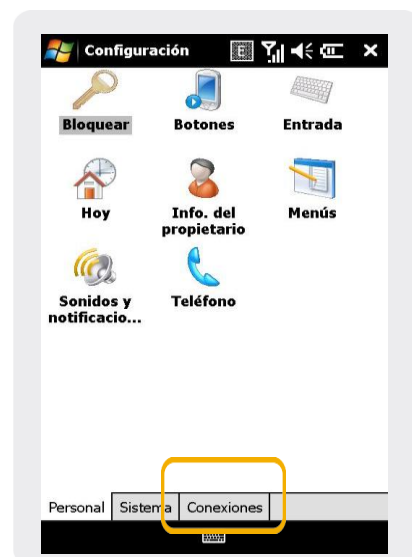 Configuración
E
Bloquear Botones Entrada
Hoy Info. del propietario Menús
Sonidos y notificacio... Teléfono
Personal Sistema Conexiones